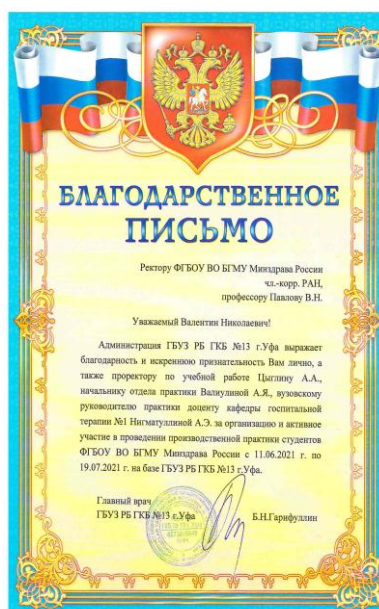 БЛАГОДАРСТВЕННОЕ
ПИСЬМО
Ректору ФГБОУ ВО БГМУ Минздрава России
чл.-корр. РАН,
профессору Павлову В.Н.
Уважаемый Валентин Николаевич!
Администрация ГБУЗ РБ ГКБ №13 г.Уфа выражает
благодарность и искреннюю признательность Вам лично, а
также проректору по учебной работе Цыглину А.А.,
начальнику отдела практики Валиулиной А.Я., вузовскому
руководителю практики доценту кафедры госпитальной
терапии №1 Нигматуллиной А.Э. за организацию и активное
участие в проведении производственной практики студентов
ФГБОУ ВО БГМУ Минздрава России с 11.06.2021 г. по
19.07.2021 г. на базе ГБУЗ РБ ГКБ №13 г.Уфа.
Главный врач
ГБУЗ РБ ГКБ №13 г.Уфа Б.Н.Гарифуллин